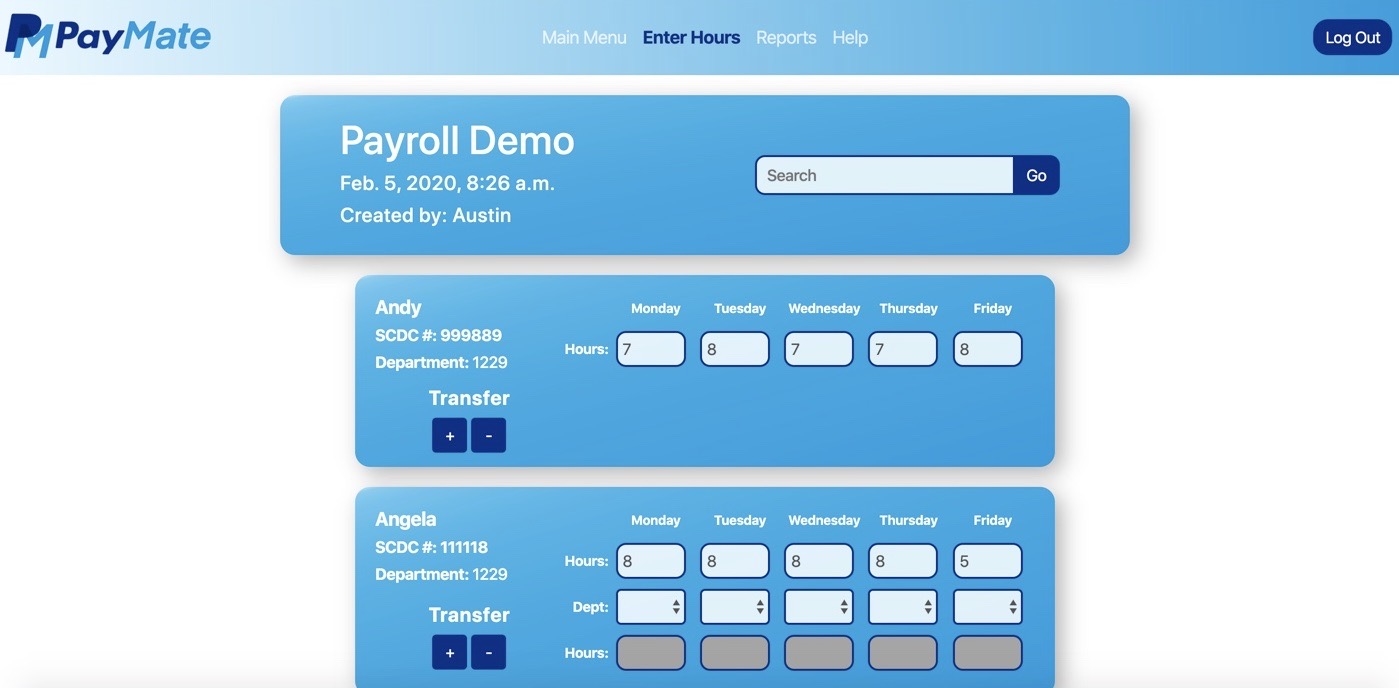 PM PayMate
Main Menu Enter Hours Reports Help
Log Out
Payroll Demo
Feb. 5, 2020, 8:26 a.m.
Created by: Austin
Search Go
Andy
SCDC #: 999889
Department: 1229
Transfer
+ -
Monday Tuesday Wednesday Thursday Friday
Hours: 7 8 7 7 8
Angela
SCDC #: 111118
Department: 1229
Transfer
+ -
Monday Tuesday Wednesday Thursday Friday
Hours: 8 8 8 8 5
Dept:
Hours: